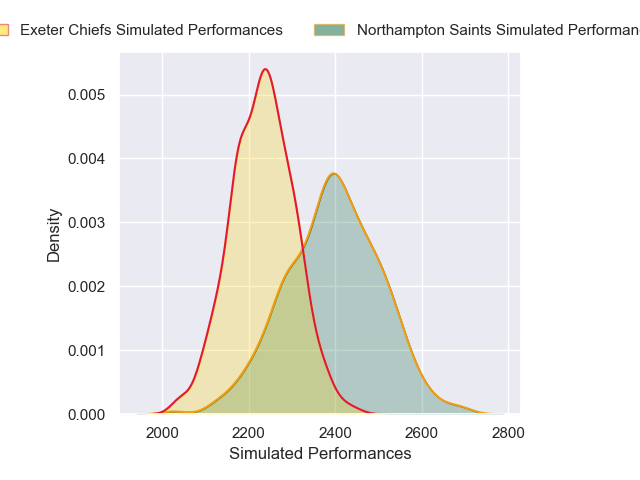 Exeter Chiefs Simulated Performances
Northampton Saints Simulated
0.005
0.004
0.003
0.002
0.001
0.000
Density
2000 2200 2400 2600 2800
Simulated Performances